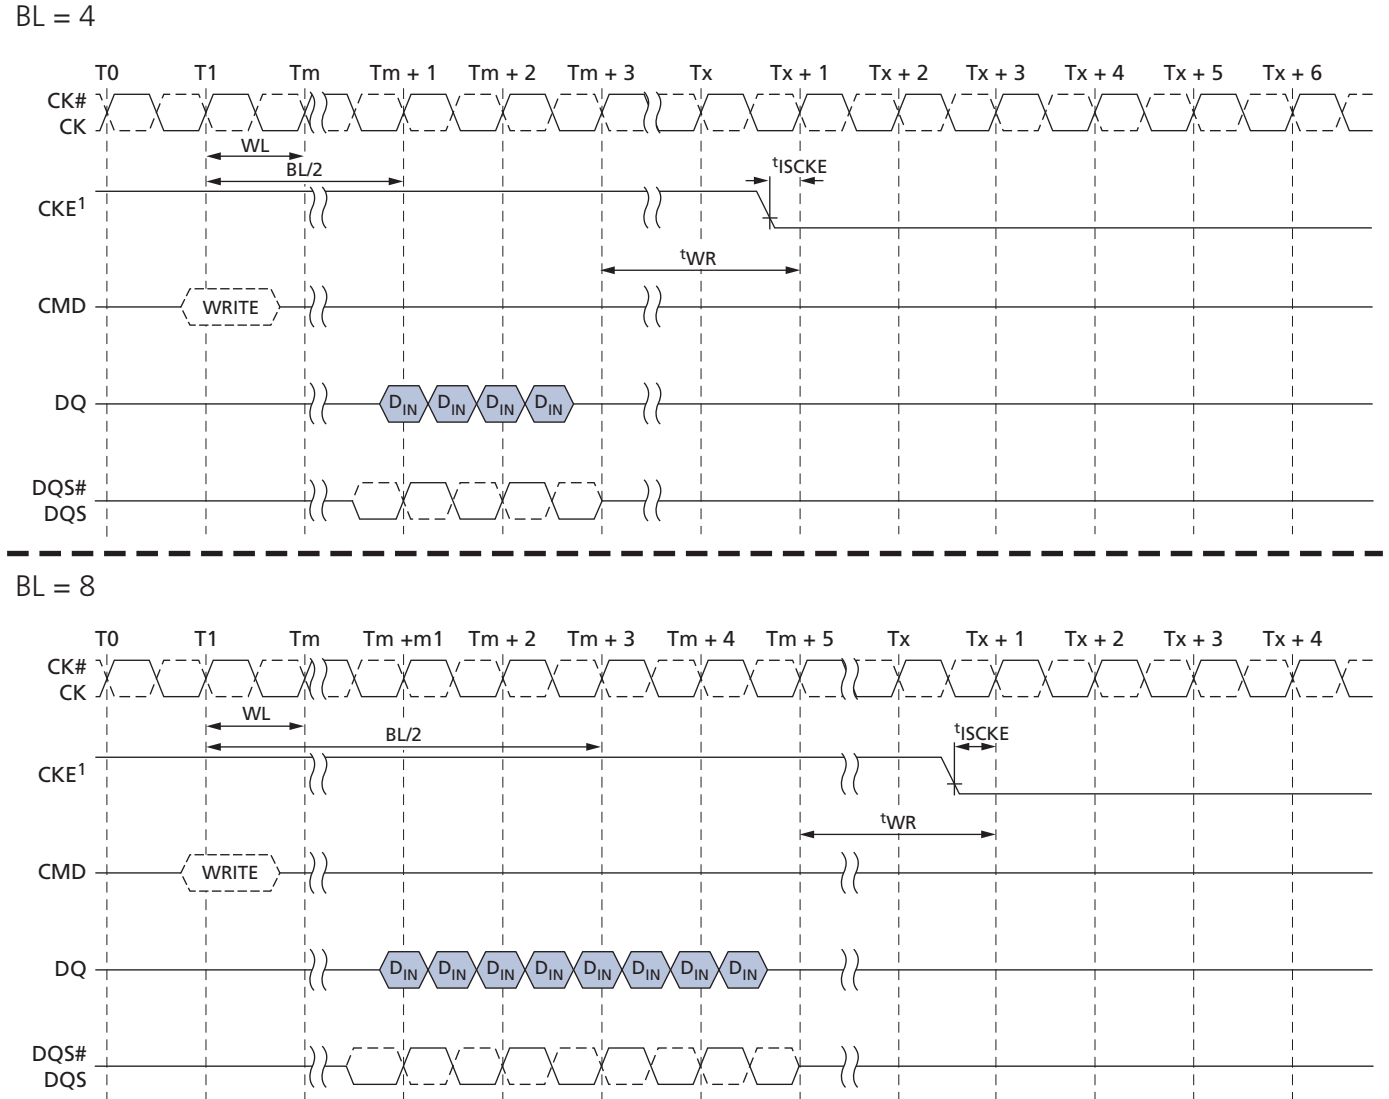 BL = 4
T0 T1 Tm Tm + 1 Tm + 2 Tm + 3 Tx Tx + 1 Tx + 2 Tx + 3 Tx + 4 Tx + 5 Tx + 6
CK#
CK
WL
BL/2
tISCKE
CKE1
tWR
CMD WRITE
DQ DIN DIN DIN DIN
DQS#
DQS
BL = 8
T0 T1 Tm Tm +m1 Tm + 2 Tm + 3 Tm + 4 Tm + 5 Tx Tx + 1 Tx + 2 Tx + 3 Tx + 4
CK#
CK
WL
BL/2
tISCKE
CKE1
tWR
CMD WRITE
DQ DIN DIN DIN DIN DIN DIN DIN DIN
DQS#
DQS